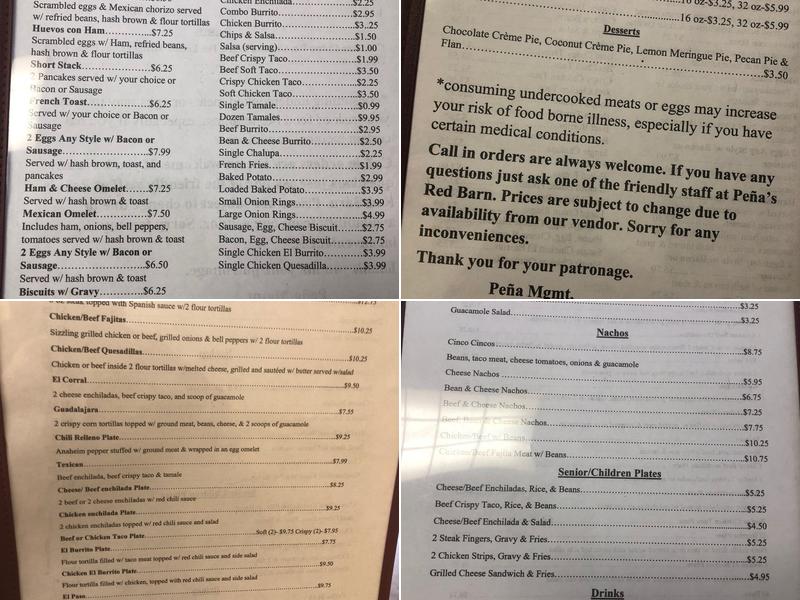 Scrambled eggs & Mexican chorizo served
w/ refried beans, hash brown & flour tortillas
Huevos con Ham..............$7.25
Scrambled eggs w/ Ham, refried beans,
hash brown & flour tortillas
Short Stack.....................$6.25
2 Pancakes served w/ your choice or
Bacon or Sausage
French Toast...................$6.25
Served w/ your choice or Bacon or
Sausage
2 Eggs Any Style w/ Bacon or
Sausage.........................$7.99
Served w/ hash brown, toast, and
pancakes
Ham & Cheese Omelet.....$7.25
Served w/ hash brown & toast
Mexican Omelet..............$7.50
Includes ham, onions, bell peppers,
tomatoes served w/ hash brown & toast
2 Eggs Any Style w/ Bacon or
Sausage.........................$6.50
Served w/ hash brown & toast
Biscuits w/ Gravy............$6.25
Chicken Enchilada..............$2.25
Combo Burrito....................$2.95
Chicken Burrito...................$3..25
Chips & Salsa.....................$1.50
Salsa (serving)....................$1.00
Beef Crispy Taco.................$1.99
Beef Soft Taco....................$3.50
Crispy Chicken Taco............$2.25
Soft Chicken Taco................$3.50
Single Tamale.....................$0.99
Dozen Tamales....................$9.95
Beef Burrito.......................$2.95
Bean & Cheese Burrito..........$2.50
Single Chalupa....................$2.25
French Fries.......................$1.99
Baked Potato......................$2.99
Loaded Baked Potato............$3.95
Small Onion Rings...............$3.99
Large Onion Rings...............$4.99
Sausage, Egg, Cheese Biscuit....$2.75
Bacon, Egg, Cheese Biscuit......$2.75
Single Chicken El Burrito........$3.99
Single Chicken Quesadilla.......$3.99
16 oz-$3.25, 32 oz-$5.99
16 oz-$3.25, 32 oz-$5.99
Desserts
Chocolate Crème Pie, Coconut Crème Pie, Lemon Meringue Pie, Pecan Pie &
Flan..............................$3.50
*consuming undercooked meats or eggs may increase
your risk of food borne illness, especially if you have
certain medical conditions.
Call in orders are always welcome. If you have any
questions just ask one of the friendly staff at Peña's
Red Barn. Prices are subject to change due to
availability from our vendor. Sorry for any
inconveniences.
Thank you for your patronage.
Peña Mgmt.
topped with Spanish sauce w/2 flour tortillas
Chicken/Beef Fajitas..............................$10.25
Sizzling grilled chicken or beef, grilled onions & bell peppers w/ 2 flour tortillas
Chicken/Beef Quesadillas..............................$10.25
Chicken or beef inside 2 flour tortillas w/melted cheese, grilled and sautéed w/ butter served w/salad
El Corral..............................$9.50
2 cheese enchiladas, beef crispy taco, and scoop of guacamole
Guadalajara..............................$7.55
2 crispy corn tortillas topped w/ ground meat, beans, cheese, & 2 scoops of guacamole
Chili Relleno Plate..............................$9.25
Anaheim pepper stuffed w/ ground meat & wrapped in an egg omelet
Texican..............................$7.99
Beef enchilada, beef crispy taco & tamale
Cheese/ Beef enchilada Plate..............................$8.25
2 beef or 2 cheese enchiladas w/ red chili sauce
Chicken enchilada Plate..............................$9.25
2 chicken enchiladas topped w/ red chili sauce and salad
Beef or Chicken Taco Plate....................Soft (2)- $9.75 Crispy (2)- $7.95
El Burrito Plate..............................$7.75
Flour tortilla filled w/ taco meat topped w/ red chili sauce and side salad
Chicken El Burrito Plate..............................$9.50
Flour tortilla filled w/ chicken, topped with red chili sauce and side salad
El Paso..............................$9.75
$3.25
Guacamole Salad..............................$3.25
Nachos
Cinco Cincos..............................$8.75
Beans, taco meat, cheese tomatoes, onions & guacamole
Cheese Nachos..............................$5.95
Bean & Cheese Nachos..............................$6.75
Beef & Cheese Nachos..............................$7.25
Beef, Bean & Cheese Nachos..............................$7.75
Chicken/Beef w/ Beans..............................$10.25
Chicken/Beef Fajita Meat w/ Beans..............................$10.75
Senior/Children Plates
Cheese/Beef Enchiladas, Rice, & Beans..............................$5.25
Beef Crispy Taco, Rice, & Beans..............................$5.25
Cheese/Beef Enchilada & Salad..............................$4.50
2 Steak Fingers, Gravy & Fries..............................$5.25
2 Chicken Strips, Gravy & Fries..............................$5.25
Grilled Cheese Sandwich & Fries..............................$4.95
Drinks